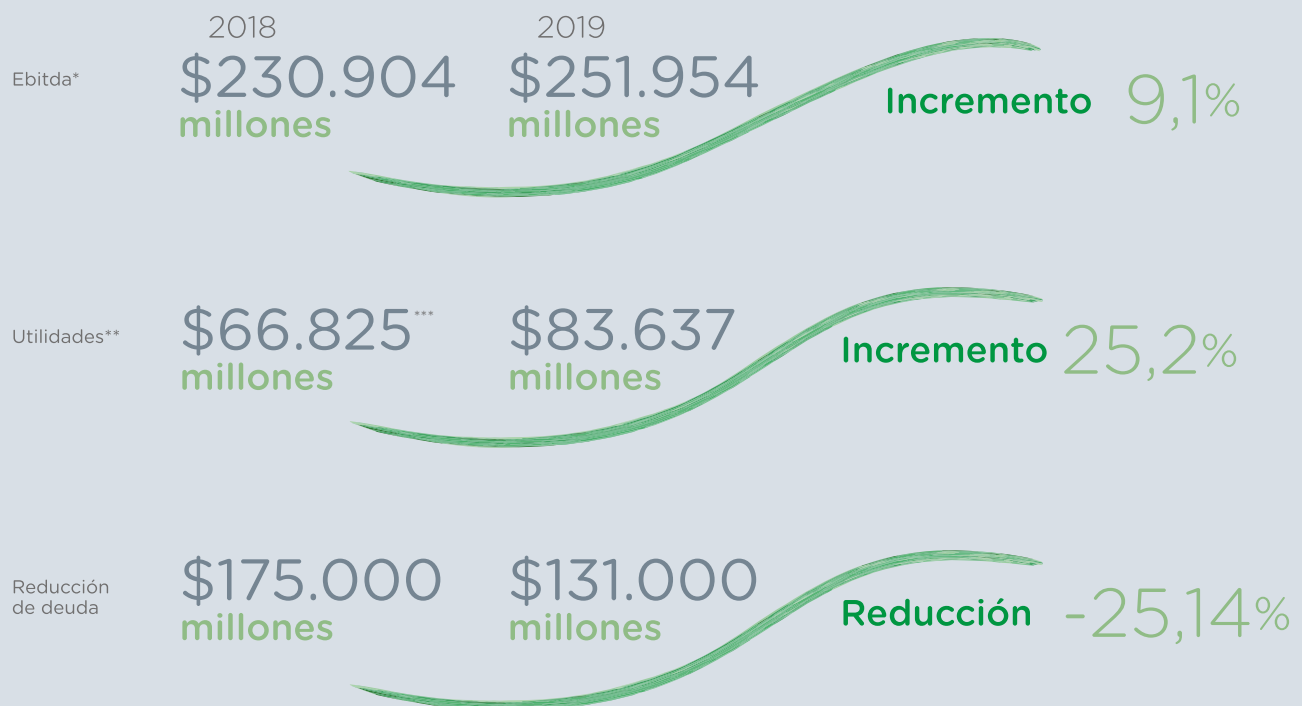 2018 2019
Ebitda* $230.904 $251.954
millones millones
Incremento 9,1%
Utilidades** $66.825*** $83.637
millones millones
Incremento 25,2%
Reducción
de deuda
$175.000 $131.000
millones millones
Reducción -25,14%